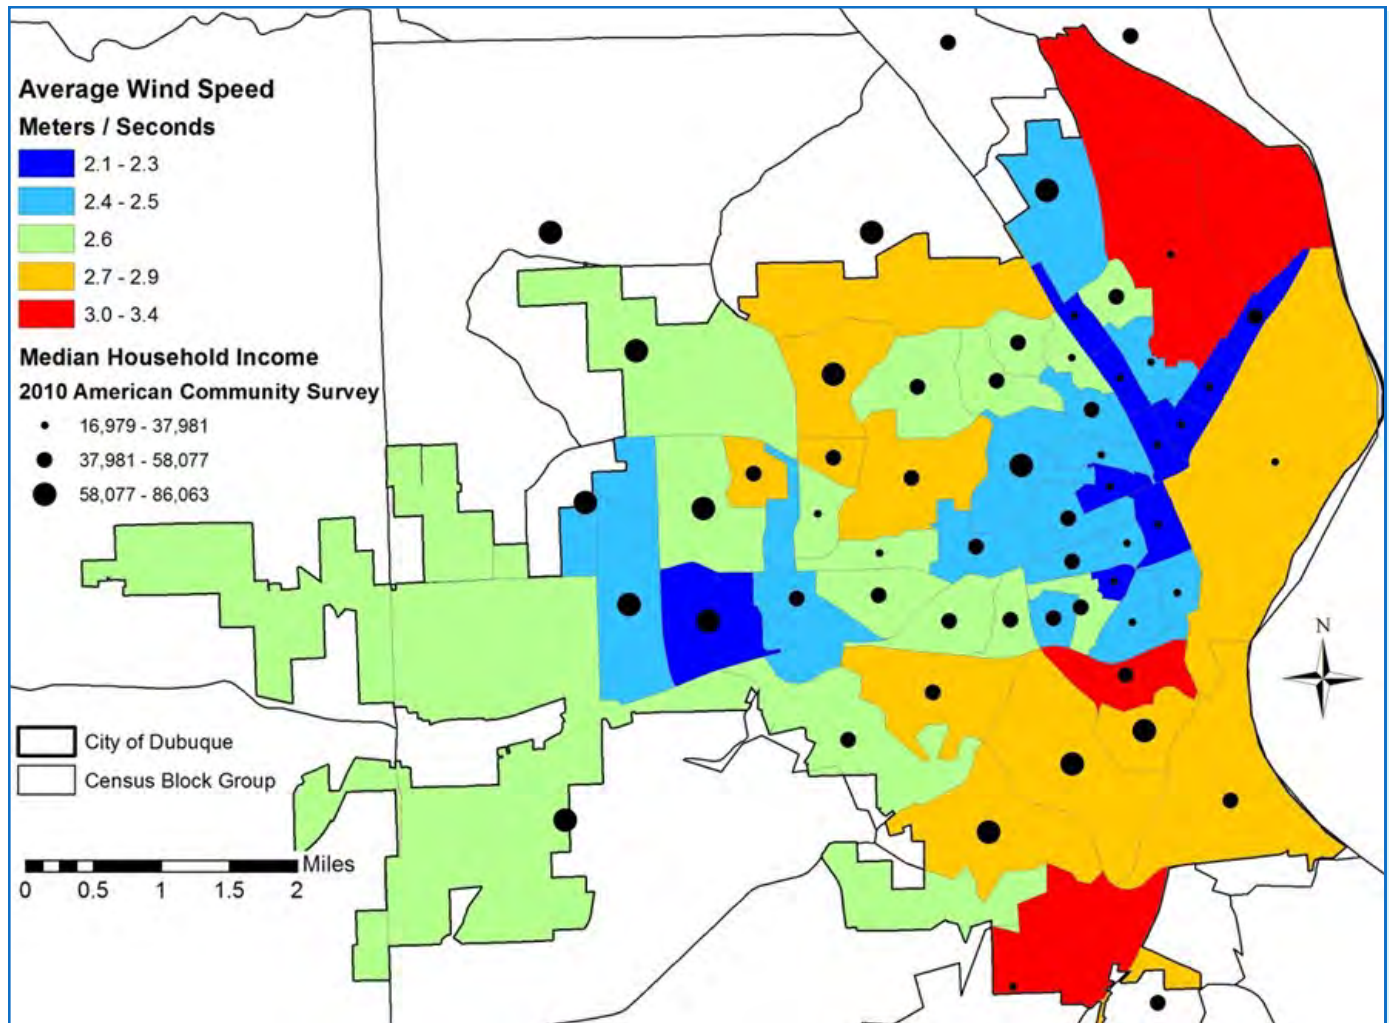 Average Wind Speed
Meters / Seconds
2.1 - 2.3
2.4 - 2.5
2.6
2.7 - 2.9
3.0 - 3.4
Median Household Income
2010 American Community Survey
16,979 - 37,981
37,981 - 58,077
58,077 - 86,063
N
City of Dubuque
Census Block Group
Miles
0 0.5 1 1.5 2